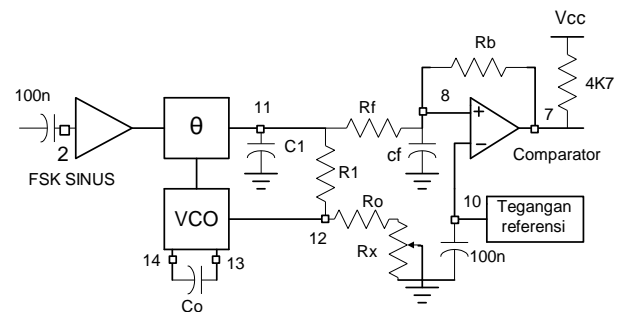 Vcc
Rb
8
4K7
7
100n
11
θ
Rf
+
2
C1
cf
−
Comparator
FSK SINUS
R1
10
Tegangan
referensi
VCO
Ro
12
14
13
Rx
100n
Co